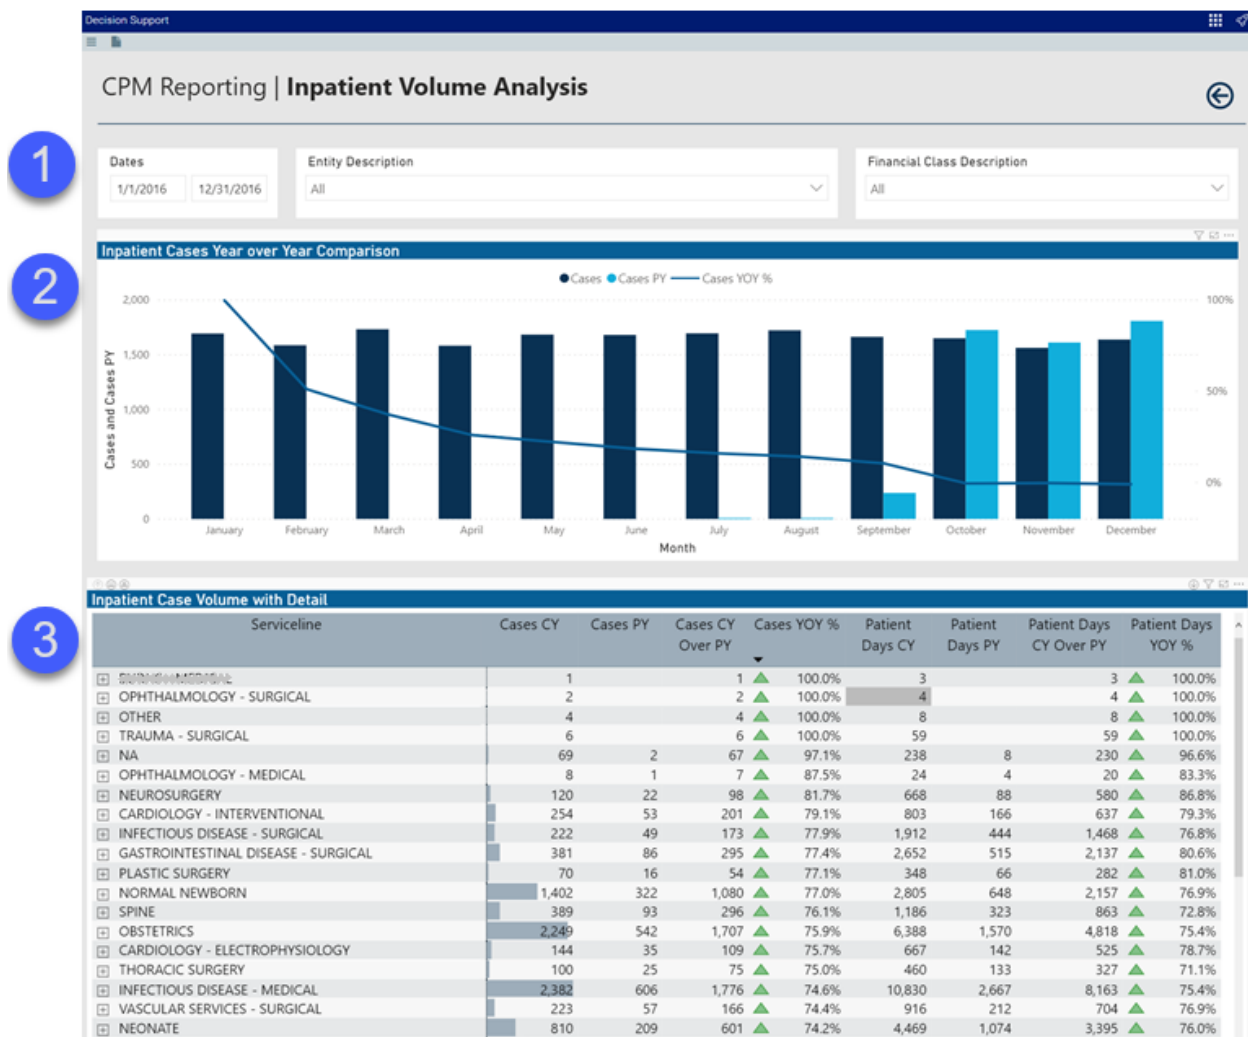 Decision Support
CPM Reporting | Inpatient Volume Analysis
1
Dates
Entity Description
Financial Class Description
1/1/2016 12/31/2016
All
All
Inpatient Cases Year over Year Comparison
2
Cases Cases PY Cases YOY %
2,000
1,500
1,000
500
0
Cases and Cases PY
100%
50%
0%
January February March April May June July August September October November December
Month
Inpatient Case Volume with Detail
3
Serviceline Cases CY Cases PY Cases CY Over PY Cases YOY % Patient Days CY Patient Days PY Patient Days CY Over PY Patient Days YOY %
MEDICAL 1 1 100.0% 3 3 100.0%
OPHTHALMOLOGY - SURGICAL 2 2 100.0% 4 4 100.0%
OTHER 4 4 100.0% 8 8 100.0%
TRAUMA - SURGICAL 6 6 100.0% 59 59 100.0%
NA 69 2 67 97.1% 238 8 230 96.6%
OPHTHALMOLOGY - MEDICAL 8 1 7 87.5% 24 4 20 83.3%
NEUROSURGERY 120 22 98 81.7% 668 88 580 86.8%
CARDIOLOGY - INTERVENTIONAL 254 53 201 79.1% 803 166 637 79.3%
INFECTIOUS DISEASE - SURGICAL 222 49 173 77.9% 1,912 444 1,468 76.8%
GASTROINTESTINAL DISEASE - SURGICAL 381 86 295 77.4% 2,652 515 2,137 80.6%
PLASTIC SURGERY 70 16 54 77.1% 348 66 282 81.0%
NORMAL NEWBORN 1,402 322 1,080 77.0% 2,805 648 2,157 76.9%
SPINE 389 93 296 76.1% 1,186 323 863 72.8%
OBSTETRICS 2,249 542 1,707 75.9% 6,388 1,570 4,818 75.4%
CARDIOLOGY - ELECTROPHYSIOLOGY 144 35 109 75.7% 667 142 525 78.7%
THORACIC SURGERY 100 25 75 75.0% 460 133 327 71.1%
INFECTIOUS DISEASE - MEDICAL 2,382 606 1,776 74.6% 10,830 2,667 8,163 75.4%
VASCULAR SERVICES - SURGICAL 223 57 166 74.4% 916 212 704 76.9%
NEONATE 810 209 601 74.2% 4,469 1,074 3,395 76.0%